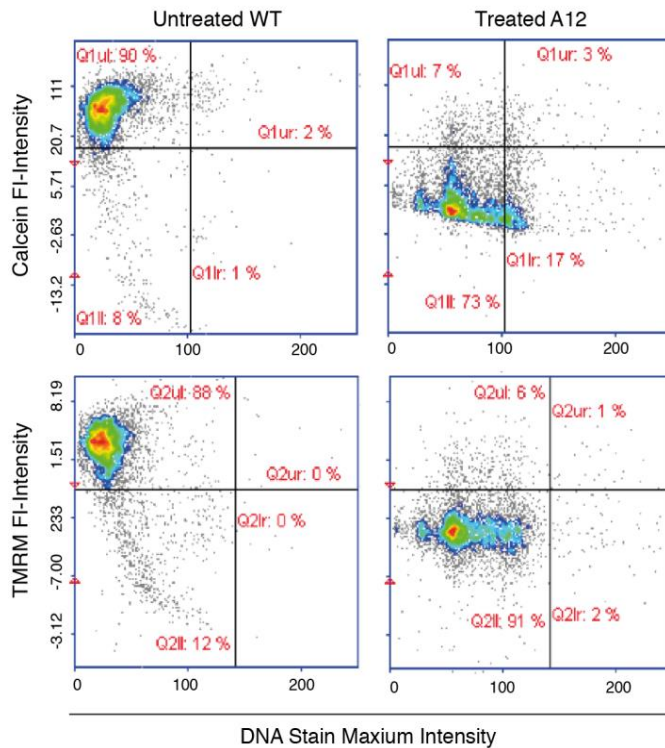 Untreated WT
Treated A12
Calcein FI-Intensity
111
20.7
5.71
-2.63
-13.2
Q1ul: 90 %
Q1ur: 2 %
Q1lr: 1 %
Q1ll: 8 %
0
100
200
Q1ul: 7 %
Q1ur: 3 %
Q1lr: 17 %
Q1ll: 73 %
0
100
200
TMRM FI-Intensity
8.19
1.51
233
-7.00
-3.12
Q2ul: 88 %
Q2ur: 0 %
Q2lr: 0 %
Q2ll: 12 %
0
100
200
Q2ul: 6 %
Q2ur: 1 %
Q2ll: 91 %
Q2lr: 2 %
0
100
200
DNA Stain Maxium Intensity